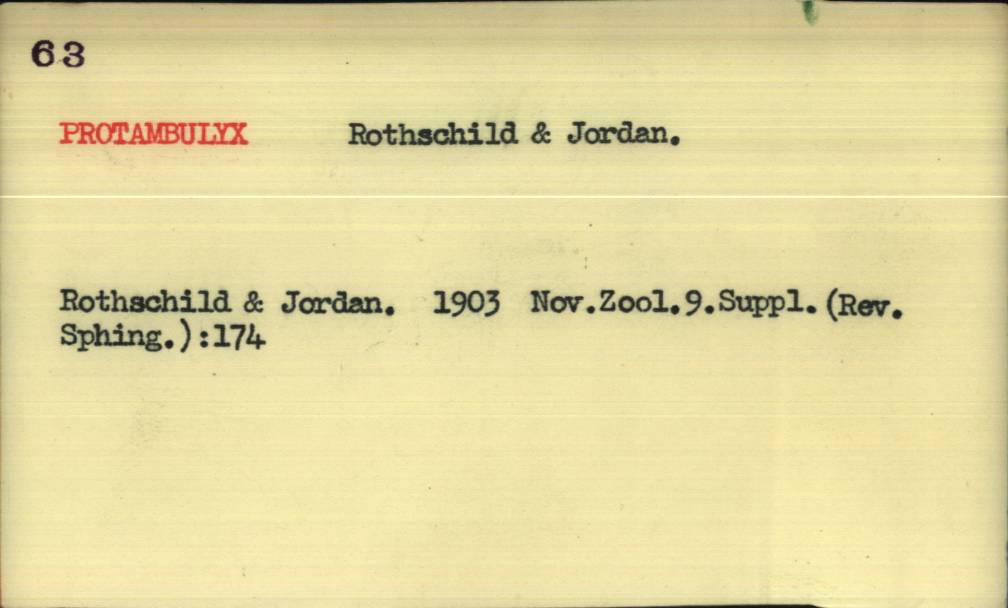 63
PROTAMBULYX Rothschild & Jordan.
Rothschild & Jordan. 1903 Nov.Zool.9.Suppl.(Rev.
Sphing.):174